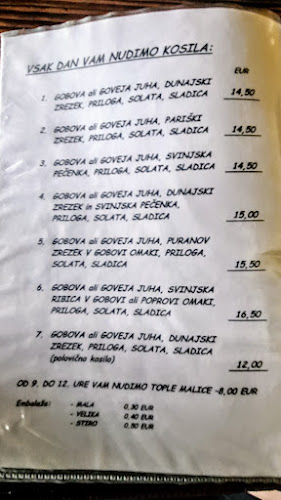 VSAK DAN VAM NUDIMO KOSILA:
EUR
1. GOBOVA ali GOVEJA JUHA, DUNAJSKI
ZREZEK, PRILOGA, SOLATA, SLADICA 14,50
2. GOBOVA ali GOVEJA JUHA, PARIŠKI
ZREZEK, PRILOGA, SOLATA, SLADICA 14,50
3. GOBOVA ali GOVEJA JUHA, SVINJSKA
PEČENKA, PRILOGA, SOLATA, SLADICA 14,50
4. GOBOVA ali GOVEJA JUHA, DUNAJSKI
ZREZEK in SVINJSKA PEČENKA,
PRILOGA, SOLATA, SLADICA 15,00
5. GOBOVA ali GOVEJA JUHA, PURANOV
ZREZEK V GOBOVI OMAKI, PRILOGA,
SOLATA, SLADICA 15,50
6. GOBOVA ali GOVEJA JUHA, SVINJSKA
RIBICA V GOBOVI ali POPROVI OMAKI,
PRILOGA, SOLATA, SLADICA 16,50
7. GOBOVA ali GOVEJA JUHA, DUNAJSKI
ZREZEK, PRILOGA, SOLATA, SLADICA
(polovično kosilo) 12,00
OD 9. DO 12. URE VAM NUDIMO TOPLE MALICE -8,00 EUR
Embalaža: - MALA 0,30 EUR
- VELIKA 0,40 EUR
- STIRO 0,50 EUR